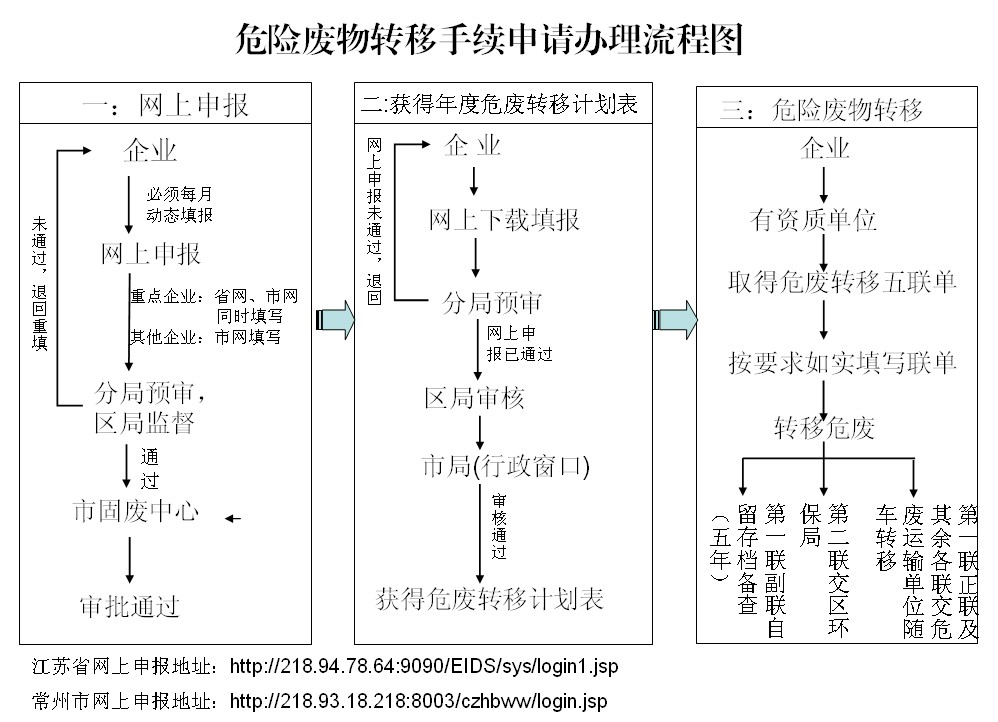 危险废物转移手续申请办理流程图
一：网上申报
企业
必须每月
动态填报
网上申报
重点企业：省网、市网
同时填写
其他企业：市网填写
未通过，退回重填
分局预审，
区局监督
通过
市固废中心
审批通过
二:获得年度危废转移计划表
企 业
网上下载填报
网上申报未通过，退回
分局预审
网上申
报已通过
区局审核
市局(行政窗口)
审核通过
获得危废转移计划表
三：危险废物转移
企业
有资质单位
取得危废转移五联单
按要求如实填写联单
转移危废
第一联副联自
留存档备查
（五年）
第二联交区环
保局
第一联正联及
其余各联交危
废运输单位随
车转移
江苏省网上申报地址：http://218.94.78.64:9090/EIDS/sys/login1.jsp
常州市网上申报地址：http://218.93.18.218:8003/czhbww/login.jsp